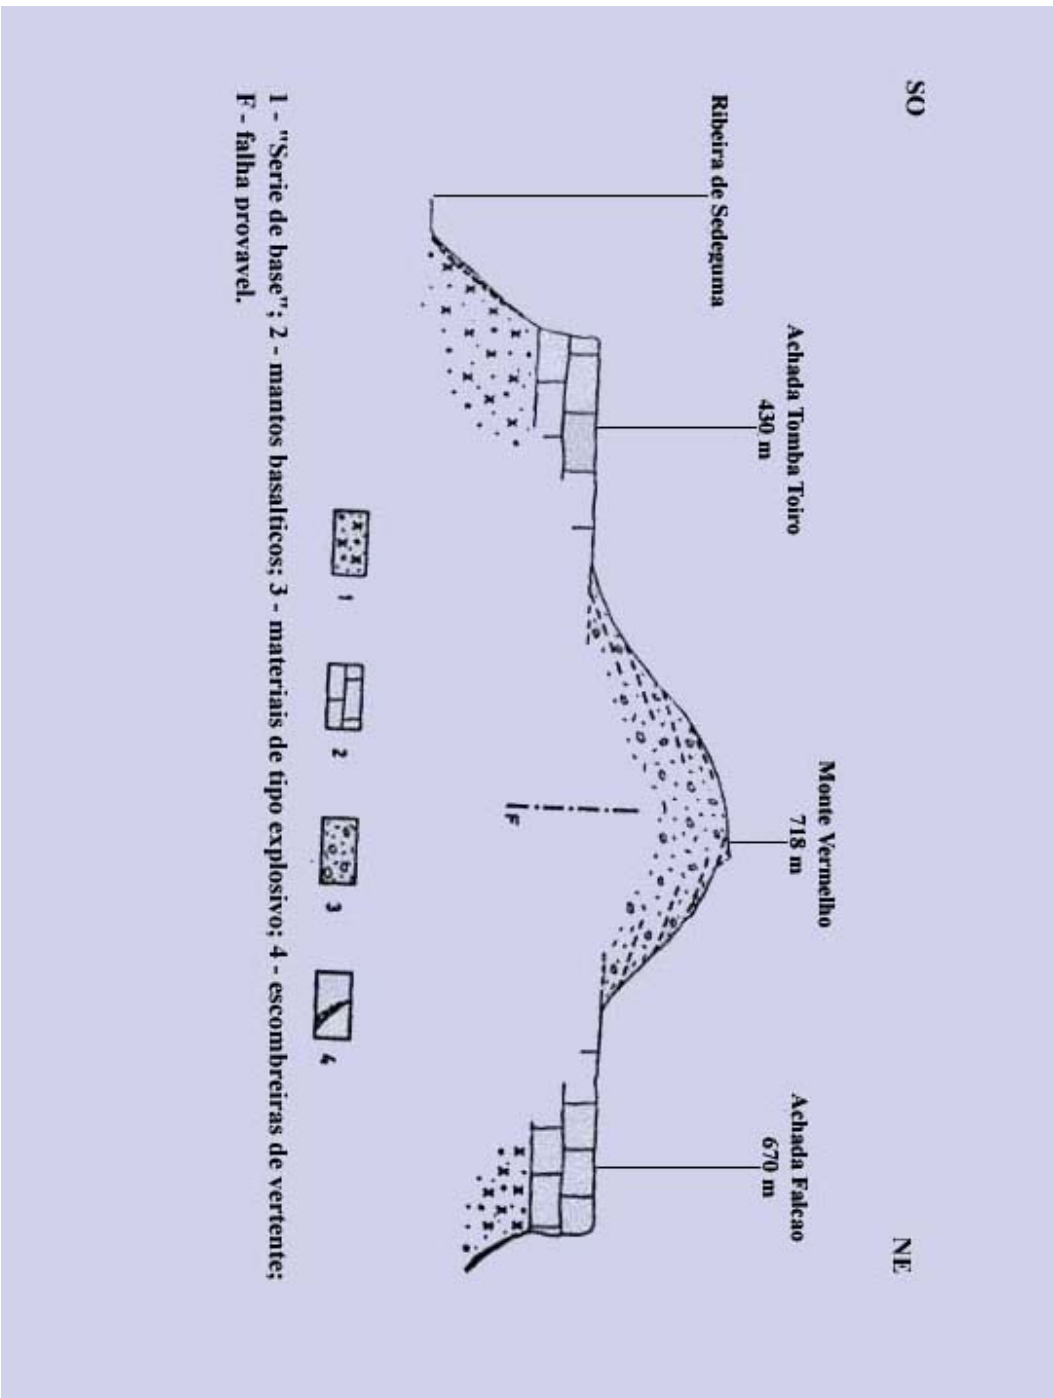 SO
NE
Monte Vermelho
718 m
Achada Tomba Toiro
430 m
Achada Falcao
670 m
Ribeira de Sedeguma
F
1
2
3
4
1 - "Serie de base"; 2 - mantos basalticos; 3 - materiais de tipo explosivo; 4 - escombreiras de vertente;
F - falha provavel.